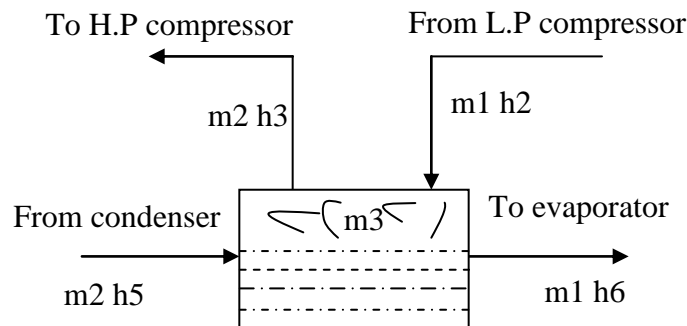 To H.P compressor
From L.P compressor
m2 h3
m1 h2
From condenser
m3
To evaporator
m2 h5
m1 h6